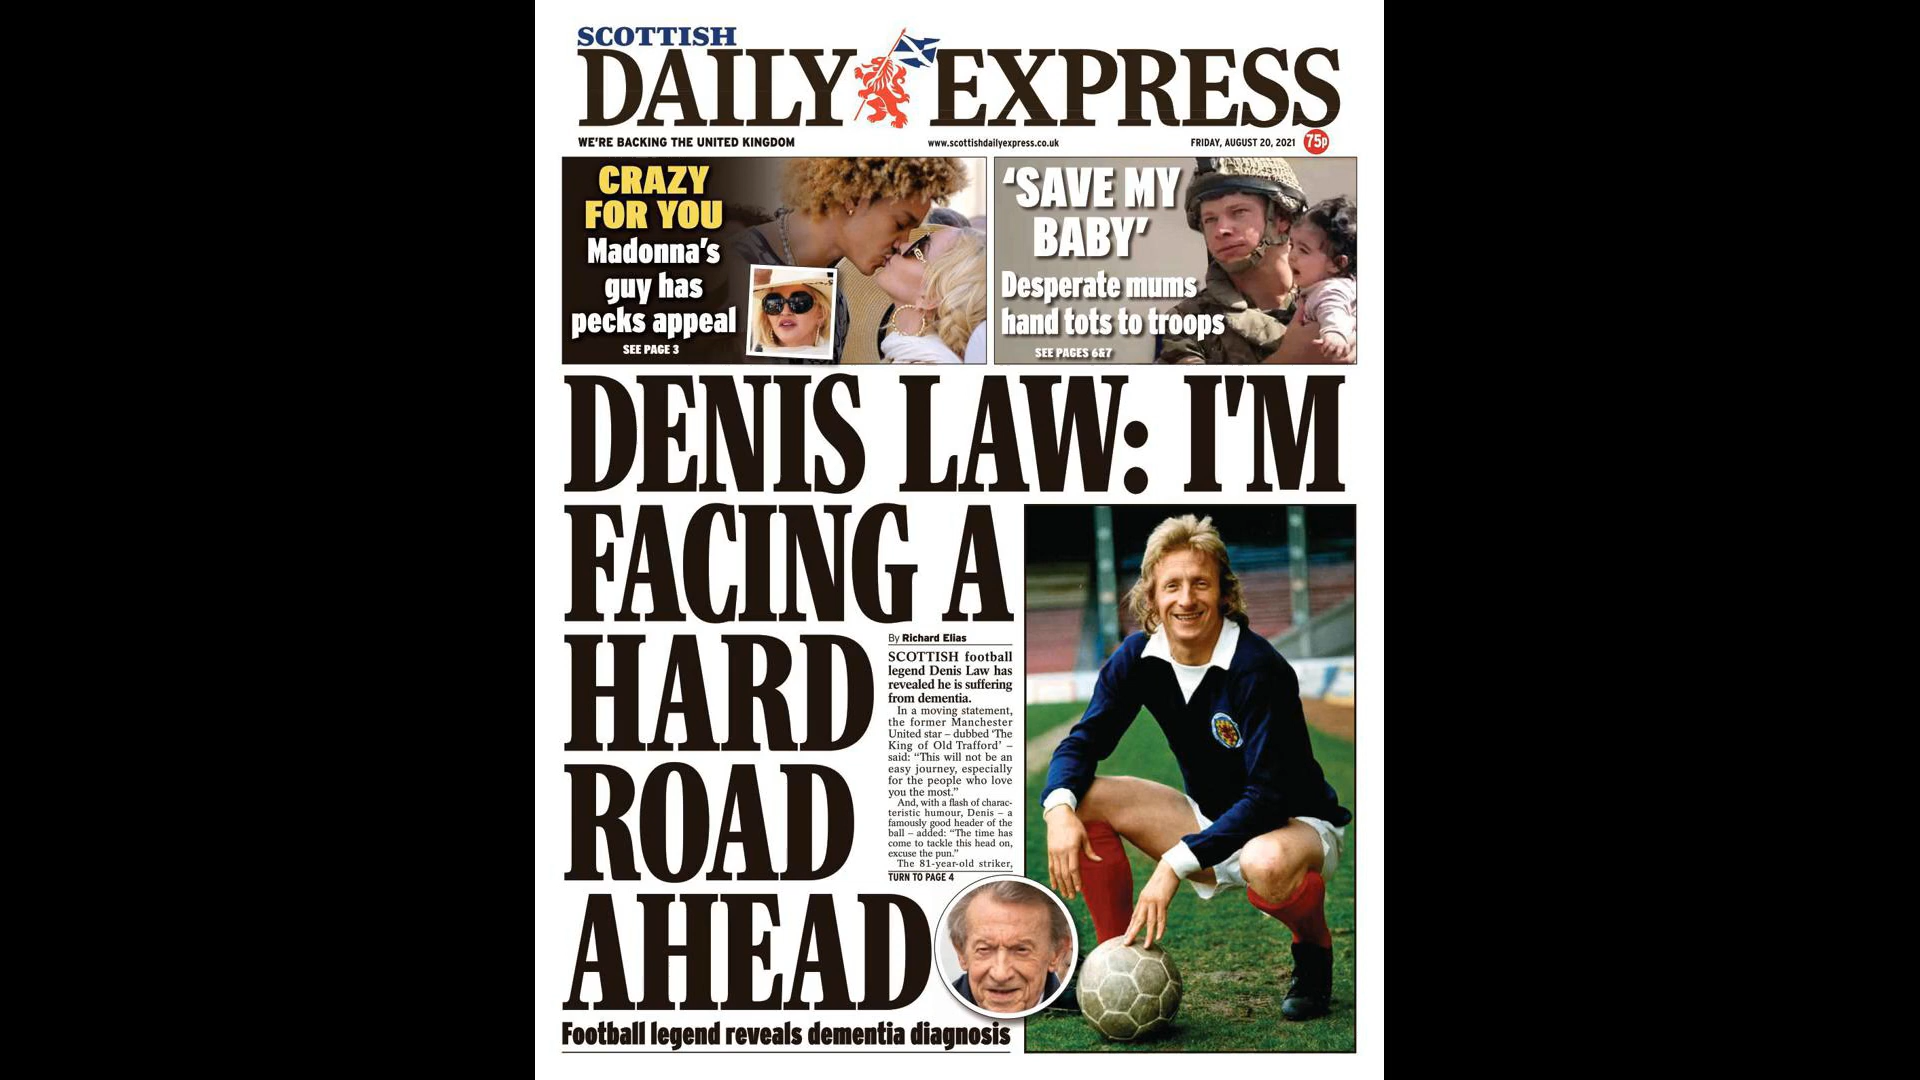 SCOTTISH
DAILY EXPRESS
WE'RE BACKING THE UNITED KINGDOM
www.scottishdailyexpress.co.uk
FRIDAY, AUGUST 20, 2021
75p
CRAZY
FOR YOU
Madonna's
guy has
pecks appeal
SEE PAGE 3
'SAVE MY
BABY'
Desperate mums
hand tots to troops
SEE PAGES 6&7
DENIS LAW: I'M
FACING A
HARD
ROAD
AHEAD
By Richard Elias
SCOTTISH football
legend Denis Law has
revealed he is suffering
from dementia.
In a moving statement,
the former Manchester
United star – dubbed 'The
King of Old Trafford' –
said: "This will not be an
easy journey, especially
for the people who love
you the most."
And, with a flash of charac-
teristic humour, Denis – a
famously good header of the
ball – added: "The time has
come to tackle this head on,
excuse the pun."
The 81-year-old striker,
TURN TO PAGE 4
Football legend reveals dementia diagnosis